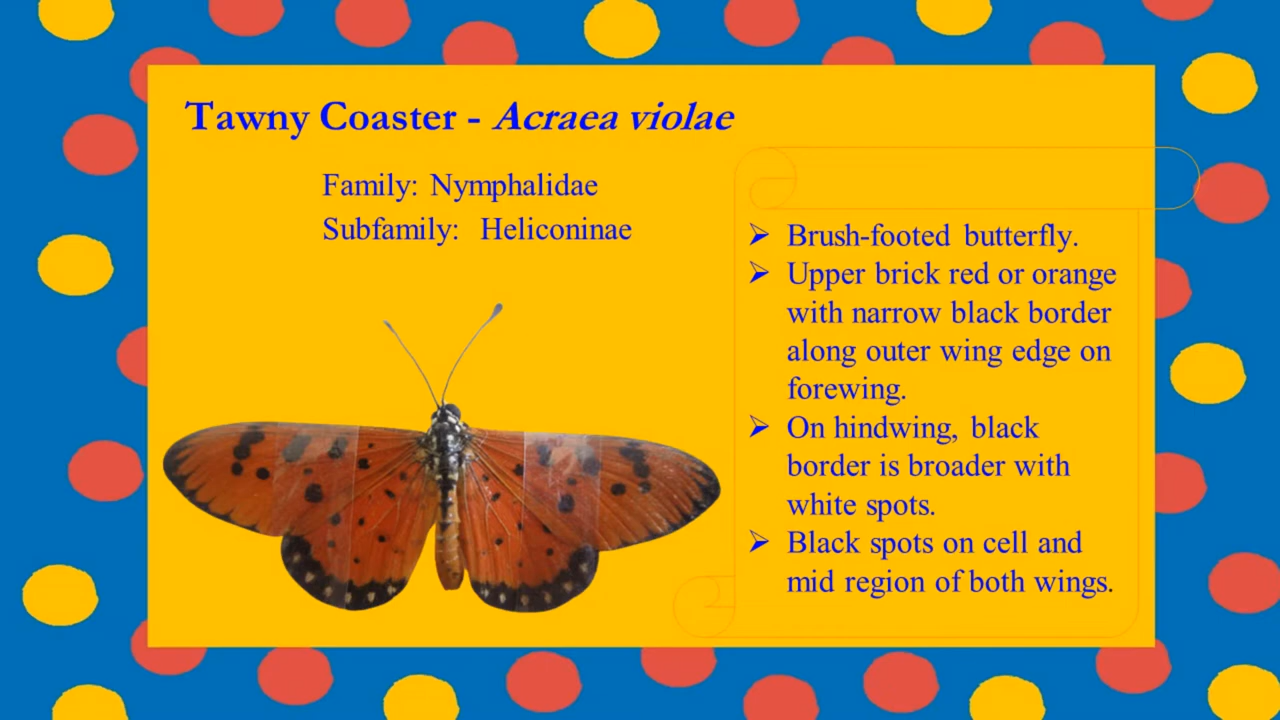 Tawny Coaster - Acraea violae
Family: Nymphalidae
Subfamily: Heliconinae
➢ Brush-footed butterfly.
➢ Upper brick red or orange
with narrow black border
along outer wing edge on
forewing.
➢ On hindwing, black
border is broader with
white spots.
➢ Black spots on cell and
mid region of both wings.